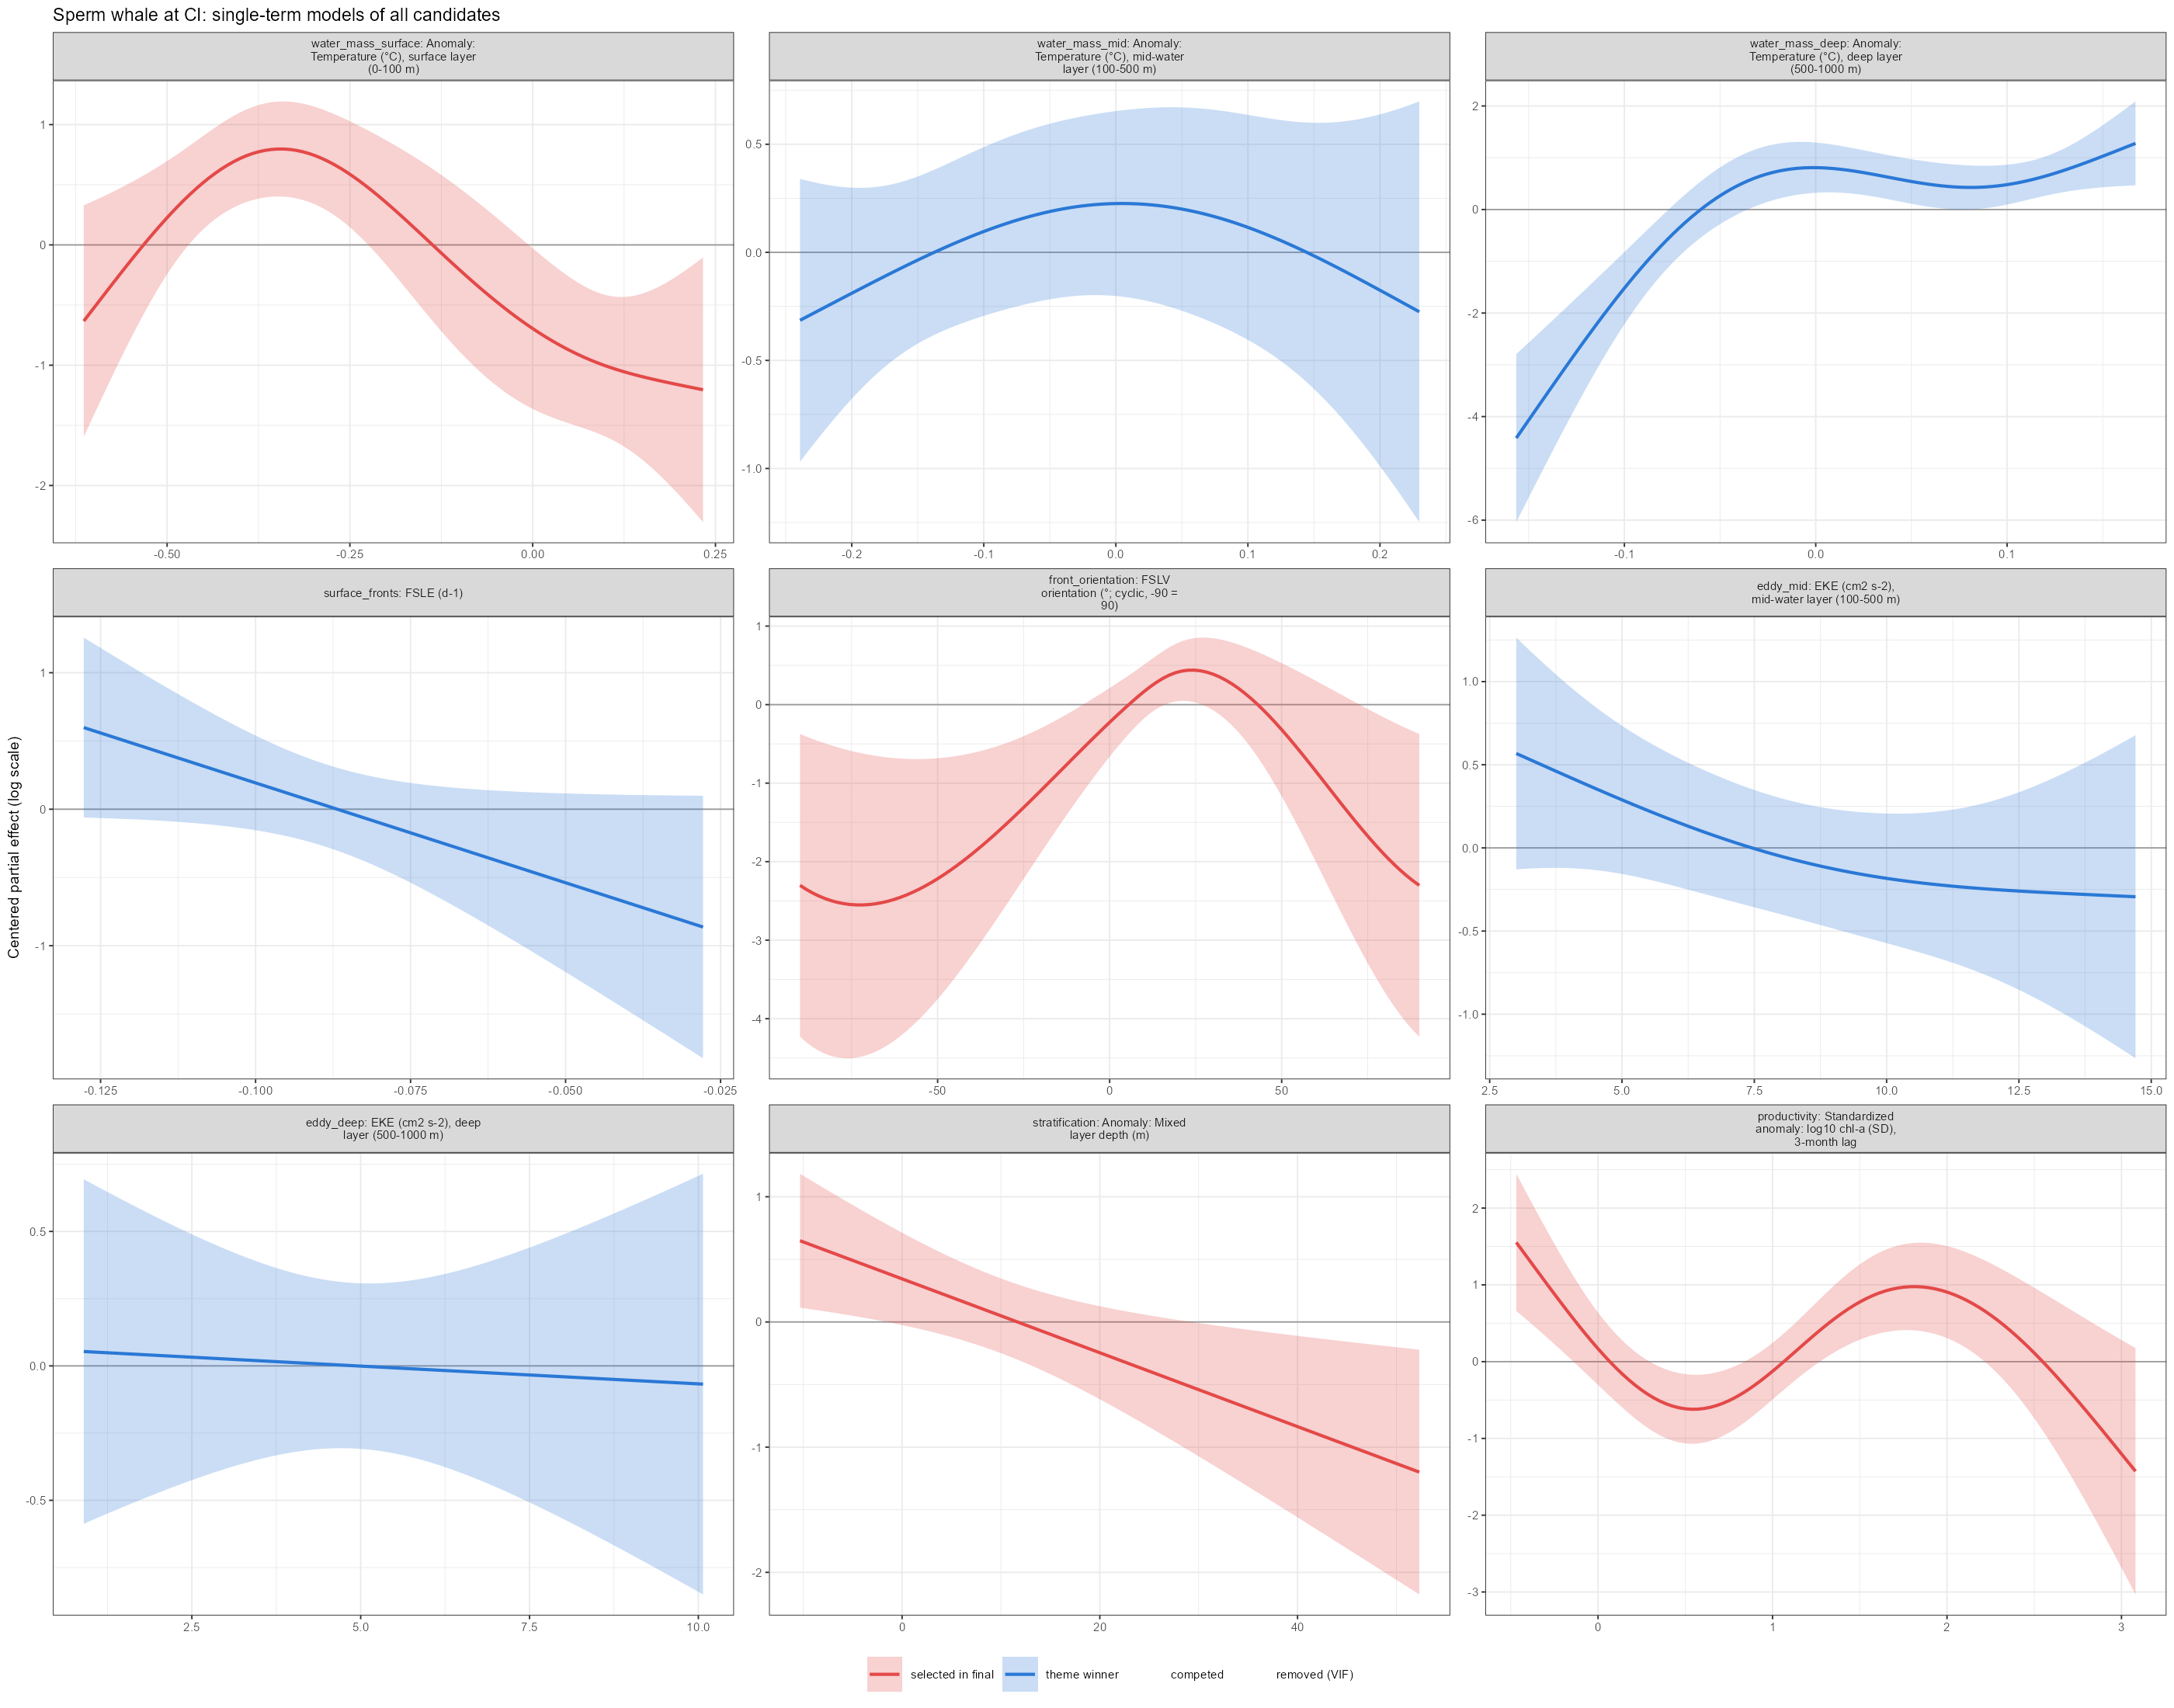 Sperm whale at CI: single-term models of all candidates
water_mass_surface: Anomaly:
Temperature (°C), surface layer
(0-100 m)
water_mass_mid: Anomaly:
Temperature (°C), mid-water
layer (100-500 m)
water_mass_deep: Anomaly:
Temperature (°C), deep layer
(500-1000 m)
1
0
-1
-2
-0.50
-0.25
0.00
0.25
0.5
0.0
-0.5
-1.0
-0.2
-0.1
0.0
0.1
0.2
2
0
-2
-4
-6
-0.1
0.0
0.1
surface_fronts: FSLE (d-1)
front_orientation: FSLV
orientation (°; cyclic, -90 =
90)
eddy_mid: EKE (cm2 s-2),
mid-water layer (100-500 m)
Centered partial effect (log scale)
1
0
-1
-0.125
-0.100
-0.075
-0.050
-0.025
1
0
-1
-2
-3
-4
-50
0
50
1.0
0.5
0.0
-0.5
-1.0
2.5
5.0
7.5
10.0
12.5
15.0
eddy_deep: EKE (cm2 s-2), deep
layer (500-1000 m)
stratification: Anomaly: Mixed
layer depth (m)
productivity: Standardized
anomaly: log10 chl-a (SD),
3-month lag
0.5
0.0
-0.5
2.5
5.0
7.5
10.0
1
0
-1
-2
0
20
40
2
1
0
-1
-2
-3
0
1
2
3
selected in final
theme winner
competed
removed (VIF)